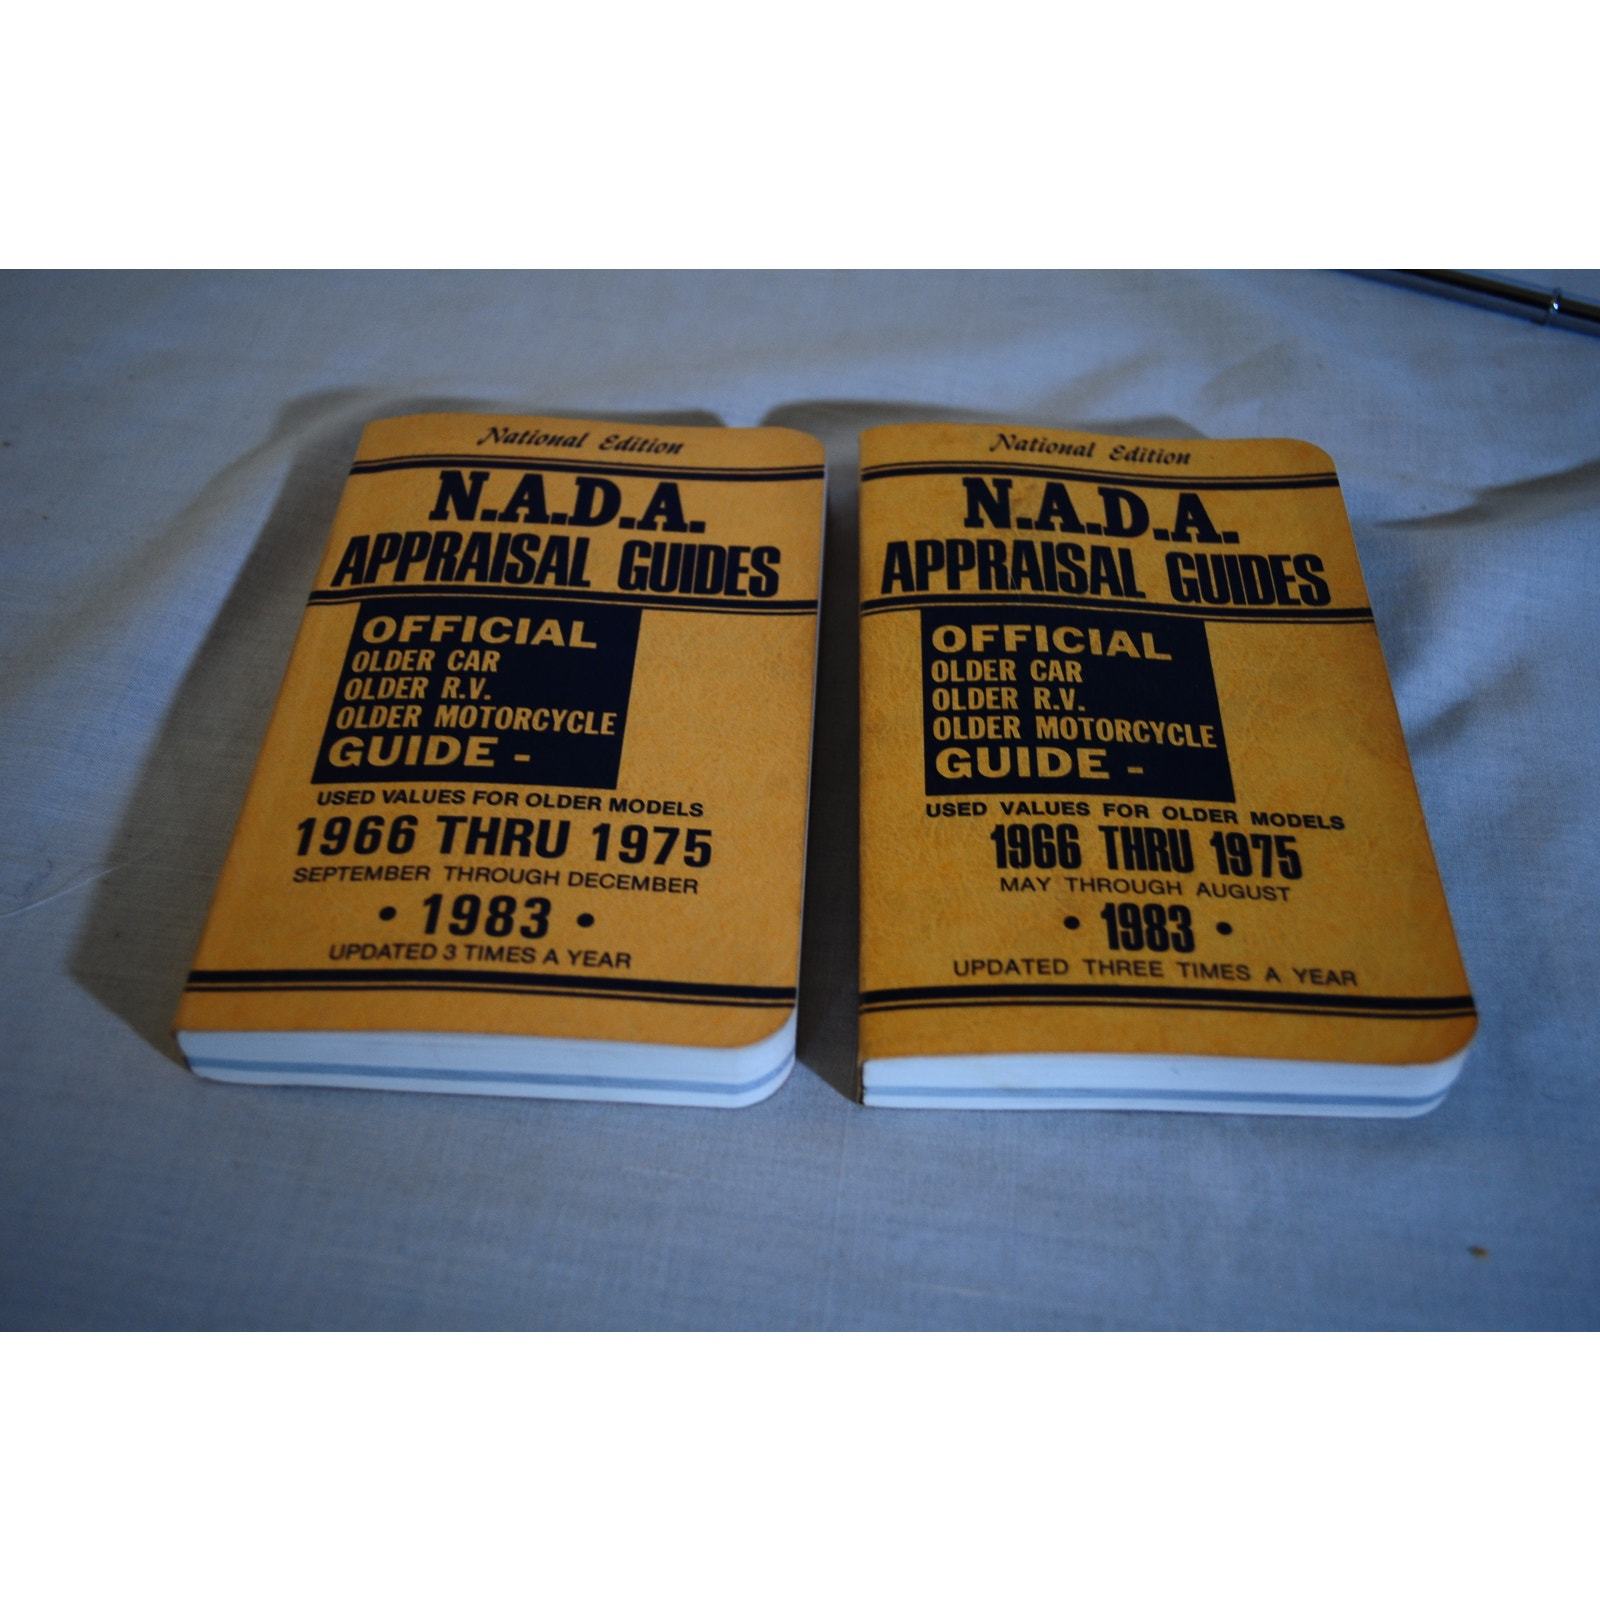 National Edition
N.A.D.A.
APPRAISAL GUIDES
OFFICIAL
OLDER CAR
OLDER R.V.
OLDER MOTORCYCLE
GUIDE -
USED VALUES FOR OLDER MODELS
1966 THRU 1975
SEPTEMBER THROUGH DECEMBER
• 1983 •
UPDATED 3 TIMES A YEAR
National Edition
N.A.D.A.
APPRAISAL GUIDES
OFFICIAL
OLDER CAR
OLDER R.V.
OLDER MOTORCYCLE
GUIDE -
USED VALUES FOR OLDER MODELS
1966 THRU 1975
MAY THROUGH AUGUST
• 1983 •
UPDATED THREE TIMES A YEAR